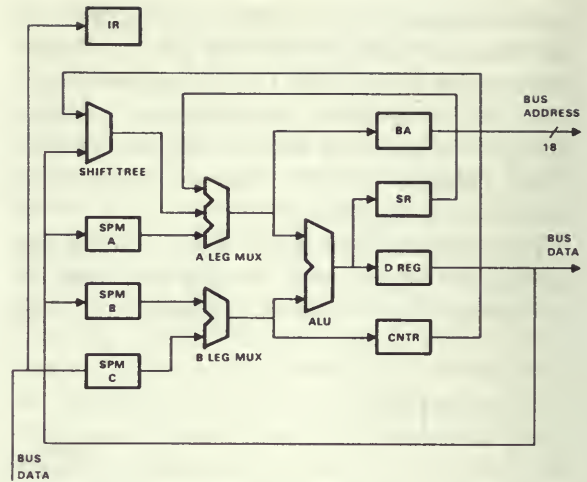 IR
BUS
ADDRESS
BA
18
SHIFT TREE
SR
BUS
DATA
SPM
A
A LEG MUX
D REG
SPM
B
ALU
CNTR
B LEG MUX
SPM
C
BUS
DATA